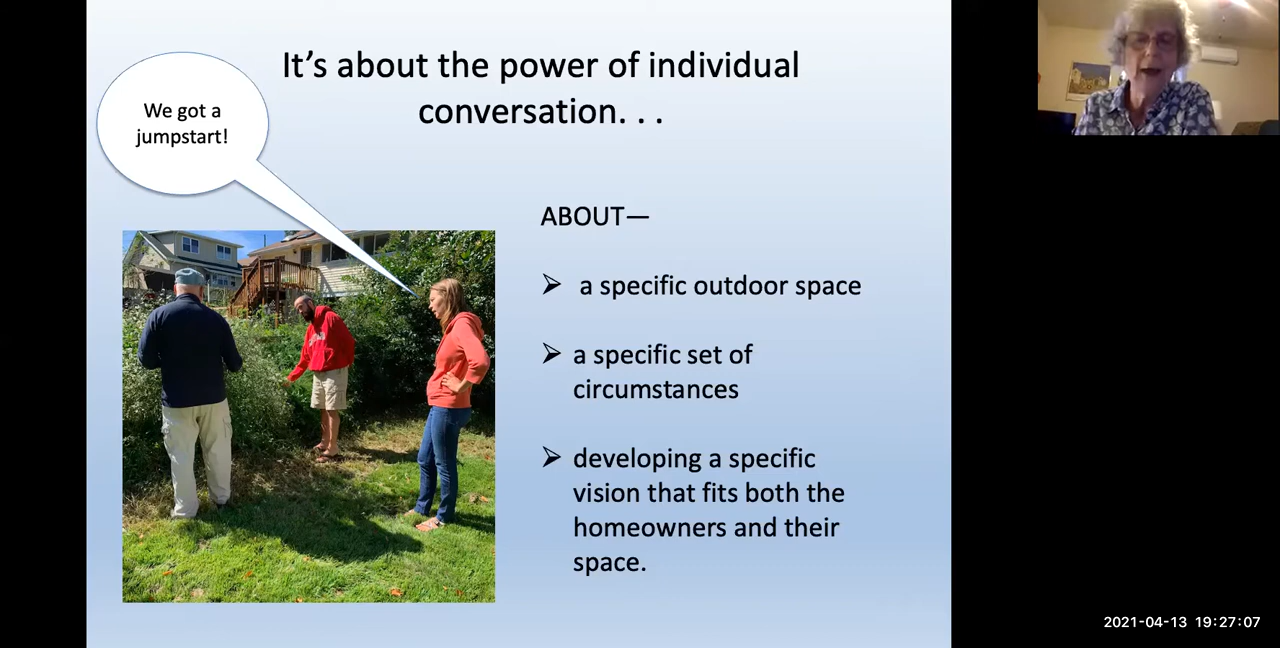 It’s about the power of individual
conversation. . .
We got a
jumpstart!
ABOUT—
➢ a specific outdoor space
➢ a specific set of
circumstances
➢ developing a specific
vision that fits both the
homeowners and their
space.
2021-04-13 19:27:07